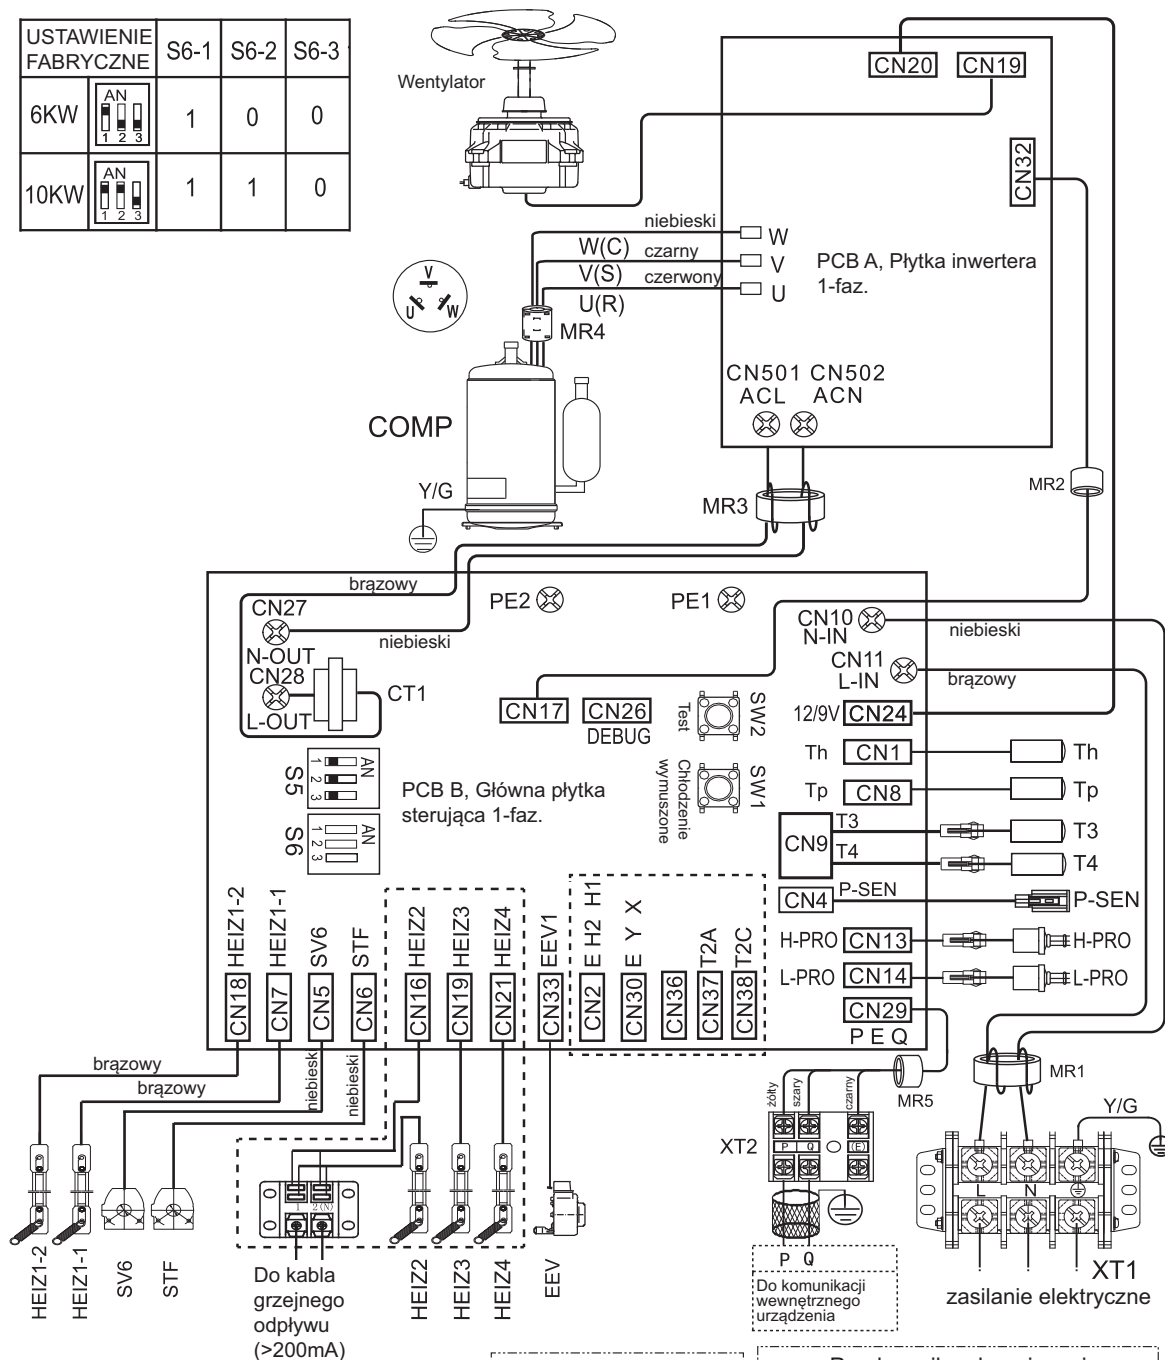 USTAWIENIE FABRYCZNE S6-1 S6-2 S6-3
6KW AN 1 2 3 1 0 0
10KW AN 1 2 3 1 1 0
Wentylator
CN20 CN19
CN32
niebieski W
W(C) czarny V
V(S) czerwony U
U(R)
PCB A, Płytka inwertera
1-faz.
V
U W
MR4
CN501 CN502
ACL ACN
COMP
Y/G
MR3
MR2
brązowy
CN27
niebieski
N-OUT
CN28
L-OUT
CT1
PE2 PE1
CN10
N-IN
niebieski
CN11
L-IN
brązowy
CN17 CN26
DEBUG
Test SW2
12/9V CN24
Th CN1 Th
Tp CN8 Tp
Chłodzenie
wymuszone
SW1
S5 1 2 3 AN
S6 1 2 3 AN
PCB B, Główna płytka
sterująca 1-faz.
CN9 T3 T3
T4 T4
CN4 P-SEN P-SEN
H-PRO CN13 H-PRO
L-PRO CN14 L-PRO
CN29
P E Q
CN18 HEIZ1-2
CN7 HEIZ1-1
CN5 SV6
CN6 STF
CN16 HEIZ2
CN19 HEIZ3
CN21 HEIZ4
CN33 EEV1
CN2 E H2 H1
CN30 E Y X
CN36
CN37 T2A
CN38 T2C
brązowy
brązowy
niebieski
niebieski
żółty szary czarny
MR5
MR1
Y/G
XT2
P Q (E)
L N
1 2(N)
P Q
XT1
zasilanie elektryczne
HEIZ1-2
HEIZ1-1
SV6
STF
Do kabla
grzejnego
odpływu
(>200mA)
HEIZ2
HEIZ3
HEIZ4
EEV
Do komunikacji
wewnętrznego
urządzenia